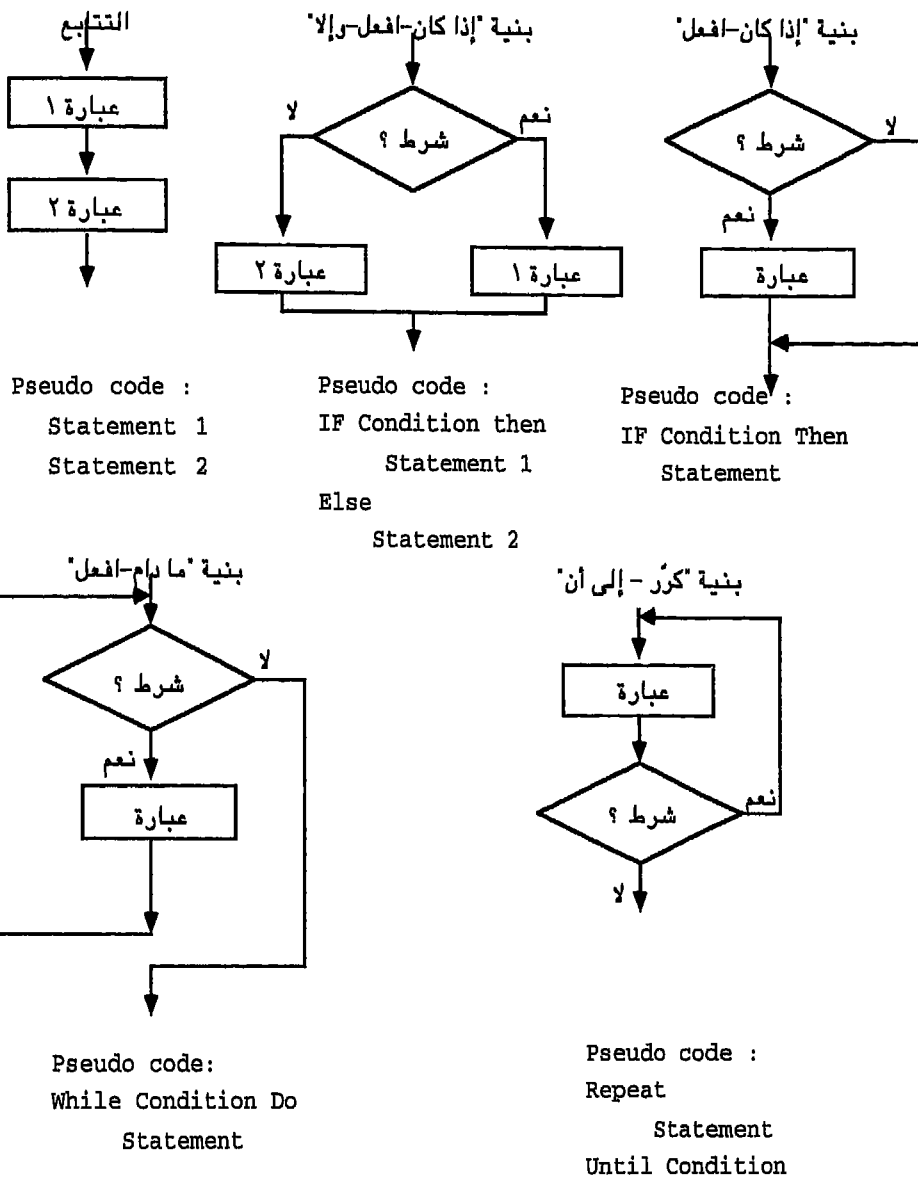 التتابع
عبارة ١
عبارة ٢
Pseudo code :
Statement 1
Statement 2
بنية "إذا كان-افعل-وإلا"
شرط ؟
لا
نعم
عبارة ٢
عبارة ١
Pseudo code :
IF Condition then
Statement 1
Else
Statement 2
بنية "إذا كان-افعل"
شرط ؟
لا
نعم
عبارة
Pseudo code :
IF Condition Then
Statement
بنية "ما دام-افعل"
شرط ؟
لا
نعم
عبارة
Pseudo code:
While Condition Do
Statement
بنية "كرّر - إلى أن"
عبارة
شرط ؟
نعم
لا
Pseudo code :
Repeat
Statement
Until Condition